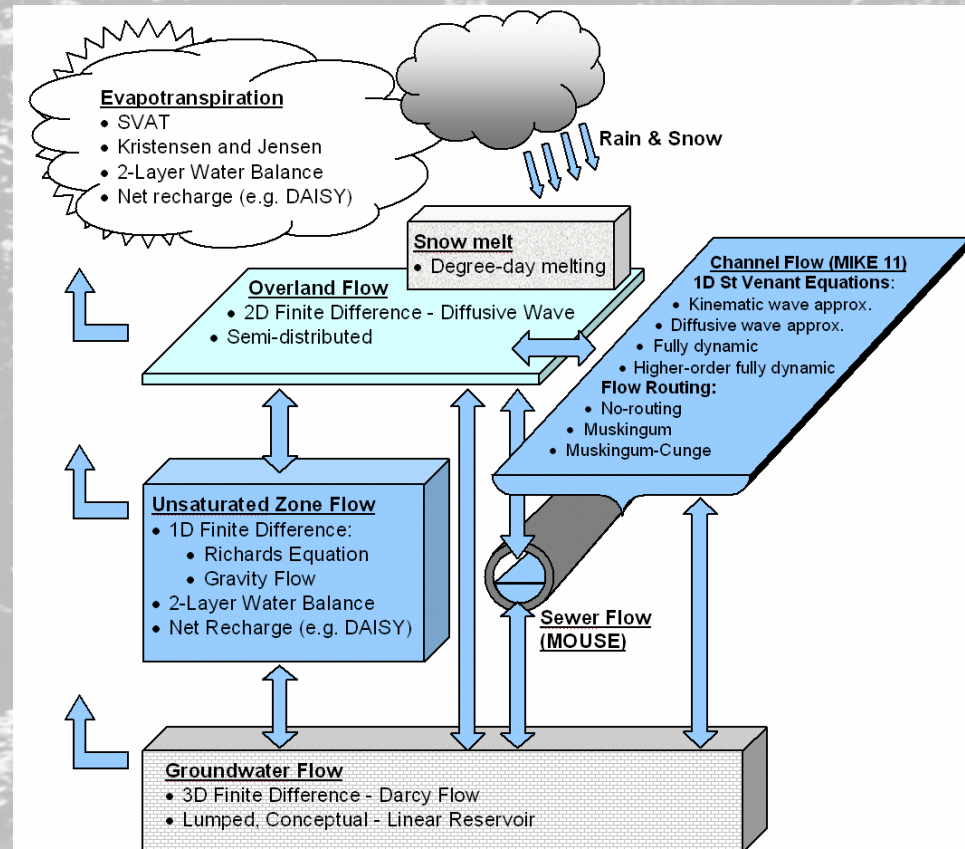 Evapotranspiration
• SVAT
• Kristensen and Jensen
• 2-Layer Water Balance
• Net recharge (e.g. DAISY)
Rain & Snow
Snow melt
• Degree-day melting
Overland Flow
• 2D Finite Difference - Diffusive Wave
• Semi-distributed
Channel Flow (MIKE 11)
1D St Venant Equations:
• Kinematic wave approx.
• Diffusive wave approx.
• Fully dynamic
• Higher-order fully dynamic
Flow Routing:
• No-routing
• Muskingum
• Muskingum-Cunge
Unsaturated Zone Flow
• 1D Finite Difference:
• Richards Equation
• Gravity Flow
• 2-Layer Water Balance
• Net Recharge (e.g. DAISY)
Sewer Flow
(MOUSE)
Groundwater Flow
• 3D Finite Difference - Darcy Flow
• Lumped, Conceptual - Linear Reservoir